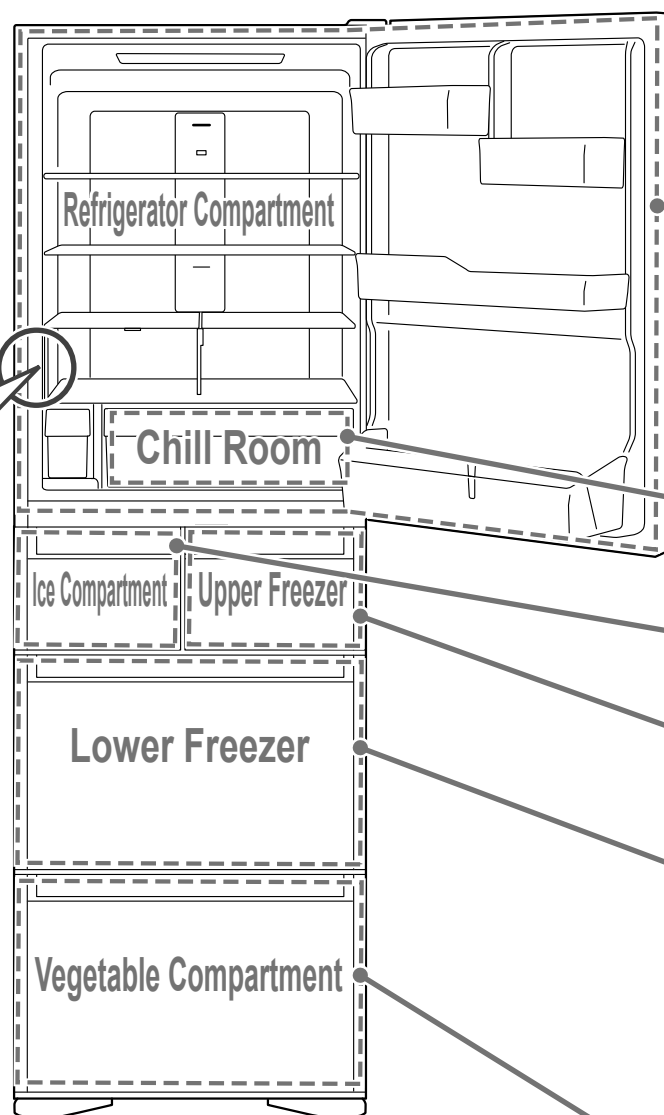 Refrigerator Compartment
Chill Room
Ice Compartment
Upper Freezer
Lower Freezer
Vegetable Compartment